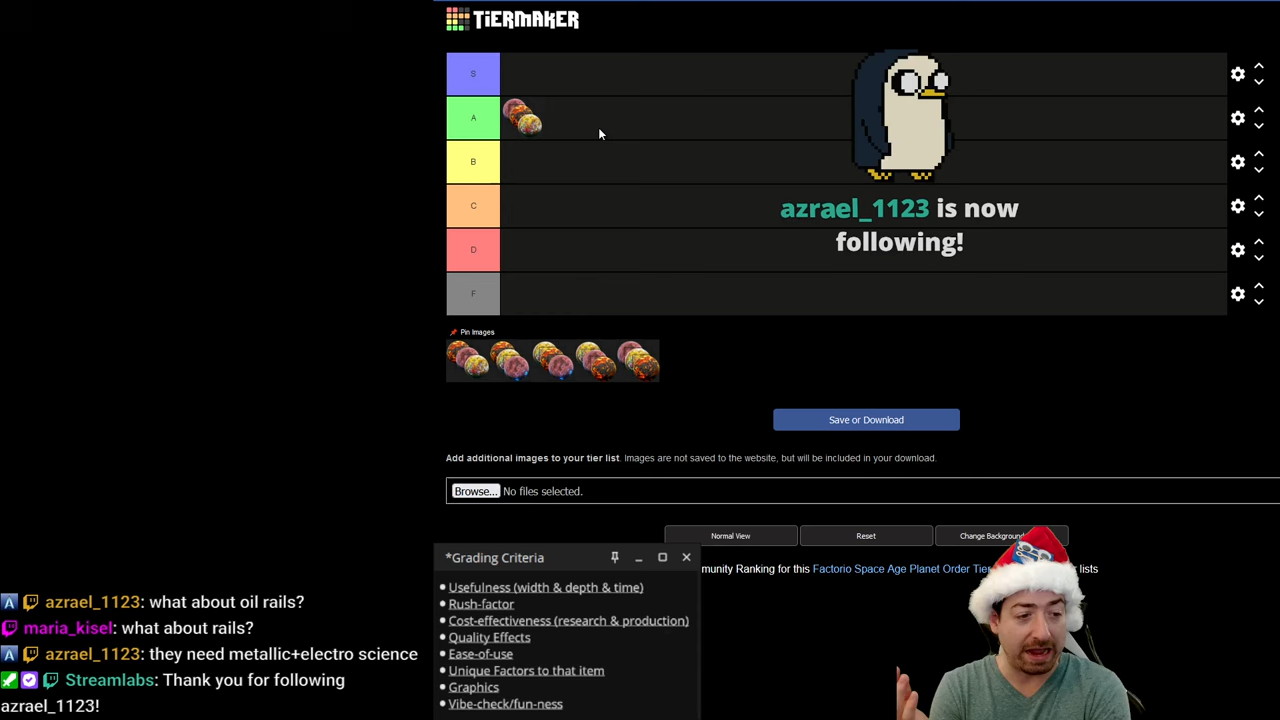 TiERMAKER
S
A
B
C
D
F
azrael_1123 is now
following!
Pin Images
Save or Download
Add additional images to your tier list. Images are not saved to the website, but will be included in your download.
Browse... No files selected.
Normal View
Reset
Change Background
mmunity Ranking for this Factorio Space Age Planet Order Tier lists
*Grading Criteria
Usefulness (width & depth & time)
Rush-factor
Cost-effectiveness (research & production)
Quality Effects
Ease-of-use
Unique Factors to that item
Graphics
Vibe-check/fun-ness
azrael_1123: what about oil rails?
maria_kisel: what about rails?
azrael_1123: they need metallic+electro science
Streamlabs: Thank you for following
azrael_1123!